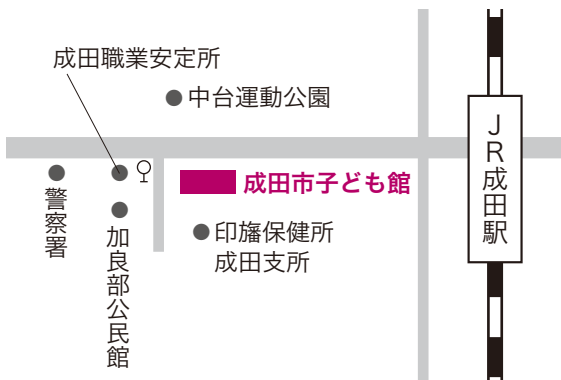 成田職業安定所
中台運動公園
JR成田駅
成田市子ども館
警察署
加良部公民館
印旛保健所
成田支所